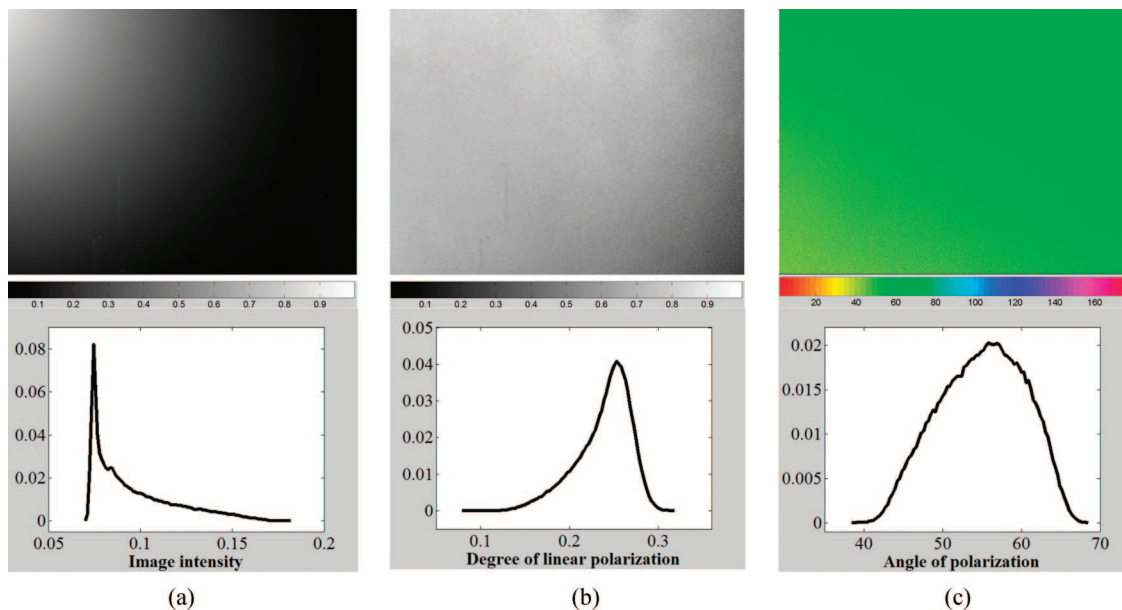 0.1 0.2 0.3 0.4 0.5 0.6 0.7 0.8 0.9
0.08
0.06
0.04
0.02
0
0.05 0.1 0.15 0.2
Image intensity
(a)
0.1 0.2 0.3 0.4 0.5 0.6 0.7 0.8 0.9
0.05
0.04
0.03
0.02
0.01
0
0.1 0.2 0.3
Degree of linear polarization
(b)
20 40 60 80 100 120 140 160
0.02
0.015
0.01
0.005
0
40 50 60 70
Angle of polarization
(c)